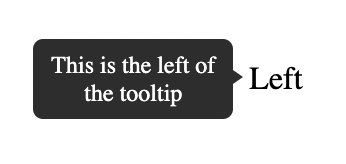 This is the left of
the tooltip
Left